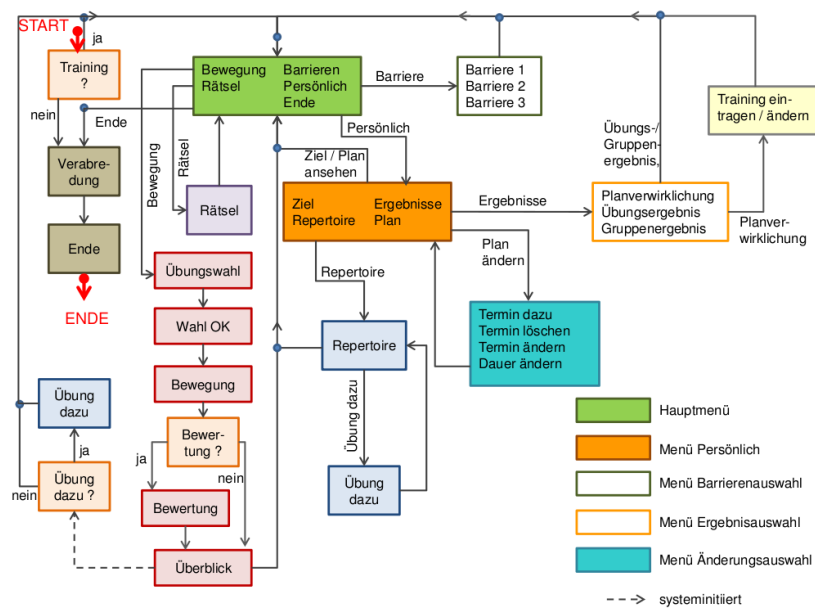 START
ja
Training
?
nein
Ende
Verabre-
dung
Ende
ENDE
Bewegung Barrieren
Rätsel Persönlich
Ende
Barriere
Barriere 1
Barriere 2
Barriere 3
Training ein-
tragen / ändern
Übungs-/
Gruppen
ergebnis,
Persönlich
Ziel / Plan
ansehen
Bewegung
Rätsel
Rätsel
Ziel Ergebnisse
Repertoire Plan
Ergebnisse
Planverwirklichung
Übungsergebnis
Gruppenergebnis
Planver-
wirklichung
Plan
ändern
Repertoire
Übungswahl
Wahl OK
Bewegung
Bewer-
tung ?
ja
nein
Bewertung
Überblick
Repertoire
Übung dazu
Übung
dazu
Termin dazu
Termin löschen
Termin ändern
Dauer ändern
Übung
dazu
ja
Übung
dazu ?
nein
Hauptmenü
Menü Persönlich
Menü Barrierenauswahl
Menü Ergebnisauswahl
Menü Änderungsauswahl
systeminitiiert